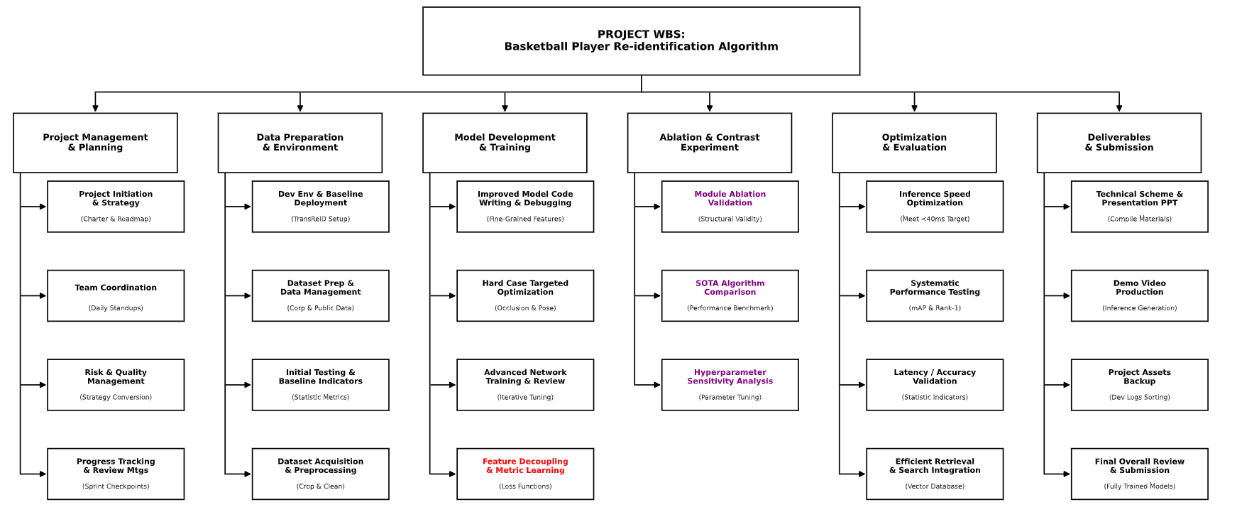 PROJECT WBS:
Basketball Player Re-identification Algorithm
Project Management
& Planning
Project Initiation
& Strategy
(Charter & Roadmap)
Team Coordination
(Daily Standups)
Risk & Quality
Management
(Strategy Conversion)
Progress Tracking
& Review Mtgs
(Sprint Checkpoints)
Data Preparation
& Environment
Dev Env & Baseline
Deployment
(TransReID Setup)
Dataset Prep &
Data Management
(Corp & Public Data)
Initial Testing &
Baseline Indicators
(Statistic Metrics)
Dataset Acquisition
& Preprocessing
(Crop & Clean)
Model Development
& Training
Improved Model Code
Writing & Debugging
(Fine-Grained Features)
Hard Case Targeted
Optimization
(Occlusion & Pose)
Advanced Network
Training & Review
(Iterative Tuning)
Feature Decoupling
& Metric Learning
(Loss Functions)
Ablation & Contrast
Experiment
Module Ablation
Validation
(Structural Validity)
SOTA Algorithm
Comparison
(Performance Benchmark)
Hyperparameter
Sensitivity Analysis
(Parameter Tuning)
Optimization
& Evaluation
Inference Speed
Optimization
(Meet <40ms Target)
Systematic
Performance Testing
(mAP & Rank-1)
Latency / Accuracy
Validation
(Statistic Indicators)
Efficient Retrieval
& Search Integration
(Vector Database)
Deliverables
& Submission
Technical Scheme &
Presentation PPT
(Compile Materials)
Demo Video
Production
(Inference Generation)
Project Assets
Backup
(Dev Logs Sorting)
Final Overall Review
& Submission
(Fully Trained Models)